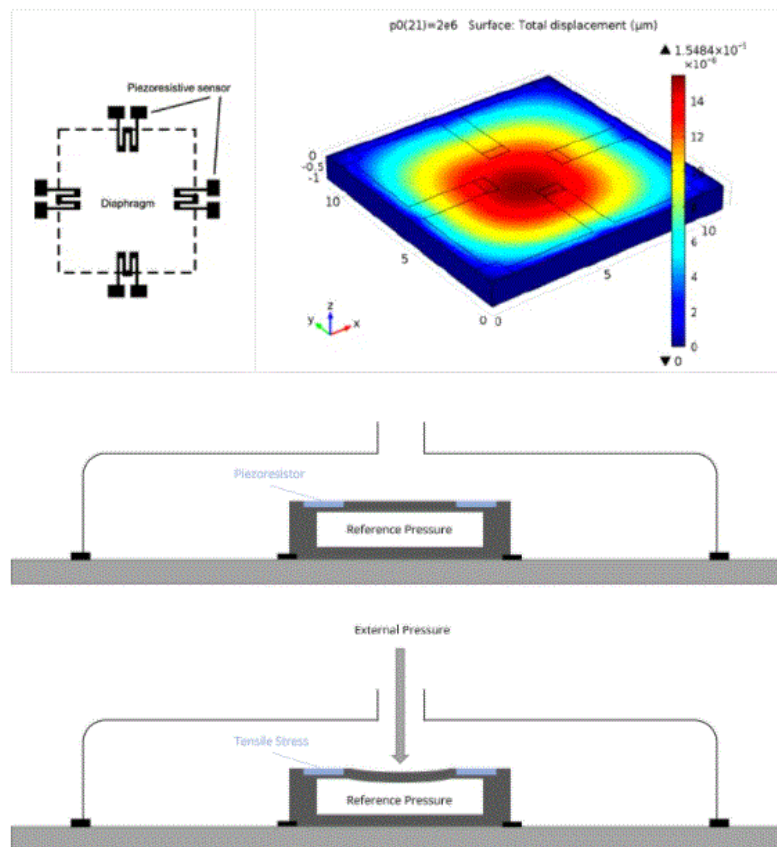 Piezoresistive sensor
Diaphragm
p0(21)=2e6 Surface: Total displacement (μm)
▲ 1.5484×10⁻⁵
×10⁻⁶
14
12
10
8
6
4
2
0
▼ 0
0
-0.5
-1
10
5
0 0
5
10
z
y
x
Piezoresistor
Reference Pressure
External Pressure
Tensile Stress
Reference Pressure